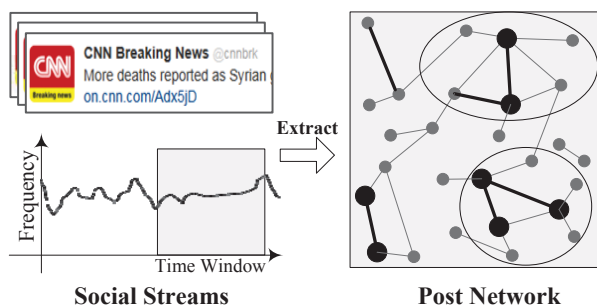 CNN
Breaking news
CNN Breaking News @cnnbrk
More deaths reported as Syrian
on.cnn.com/Adx5jD
Extract
Frequency
Time Window
Social Streams
Post Network